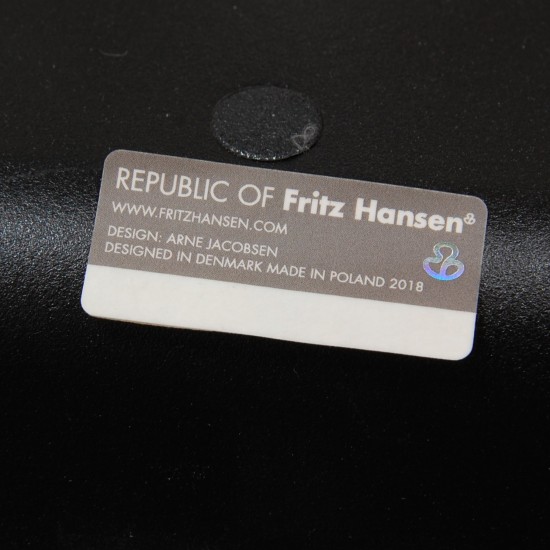 REPUBLIC OF Fritz Hansen
WWW.FRITZHANSEN.COM
DESIGN: ARNE JACOBSEN
DESIGNED IN DENMARK MADE IN POLAND 2018